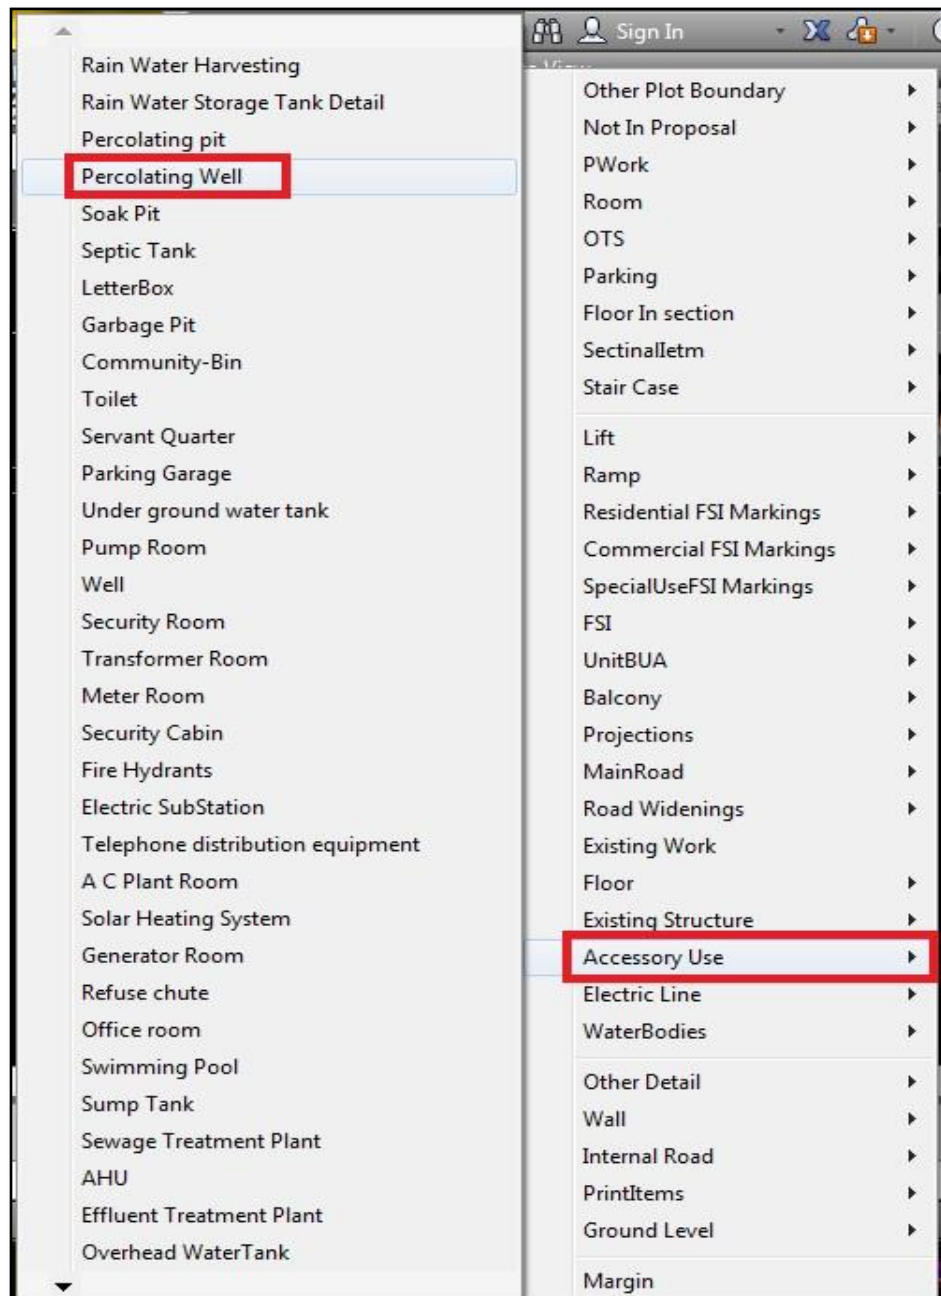 Sign In
Rain Water Harvesting
Rain Water Storage Tank Detail
Percolating pit
Percolating Well
Soak Pit
Septic Tank
LetterBox
Garbage Pit
Community-Bin
Toilet
Servant Quarter
Parking Garage
Under ground water tank
Pump Room
Well
Security Room
Transformer Room
Meter Room
Security Cabin
Fire Hydrants
Electric SubStation
Telephone distribution equipment
A C Plant Room
Solar Heating System
Generator Room
Refuse chute
Office room
Swimming Pool
Sump Tank
Sewage Treatment Plant
AHU
Effluent Treatment Plant
Overhead WaterTank
Other Plot Boundary
Not In Proposal
PWork
Room
OTS
Parking
Floor In section
SectinalIetm
Stair Case
Lift
Ramp
Residential FSI Markings
Commercial FSI Markings
SpecialUseFSI Markings
FSI
UnitBUA
Balcony
Projections
MainRoad
Road Widenings
Existing Work
Floor
Existing Structure
Accessory Use
Electric Line
WaterBodies
Other Detail
Wall
Internal Road
PrintItems
Ground Level
Margin